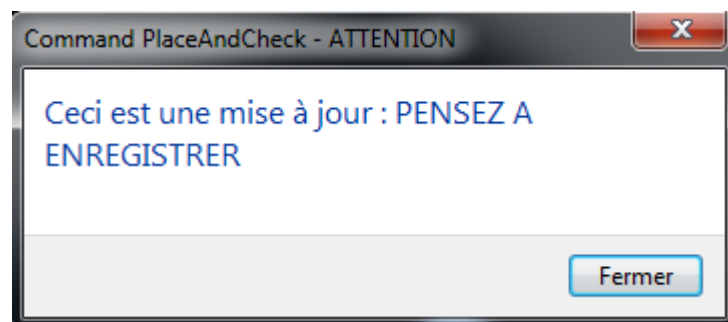 Command PlaceAndCheck - ATTENTION
Ceci est une mise à jour : PENSEZ A
ENREGISTRER
Fermer